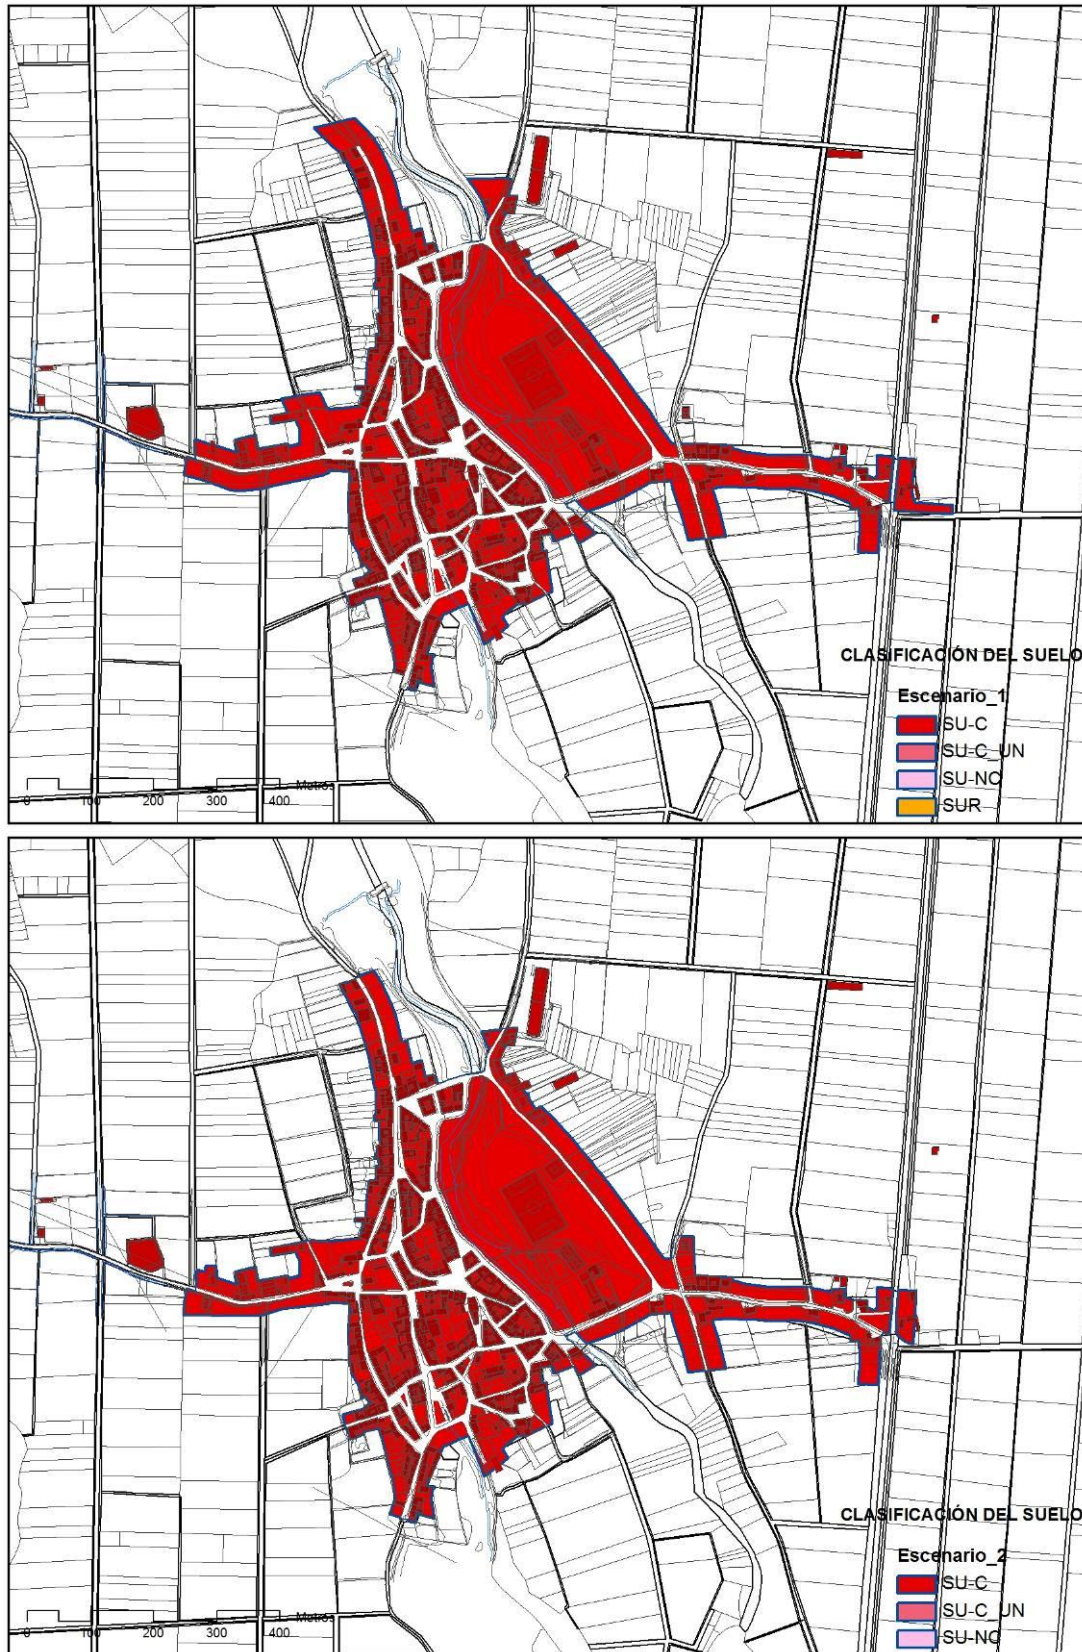 CLASIFICACIÓN DEL SUELO
Escenario_1
SU-C
SU-C_UN
SU-NC
SUR
Metros
0 100 200 300 400
CLASIFICACIÓN DEL SUELO
Escenario_2
SU-C
SU-C_UN
SU-NC
Metros
0 100 200 300 400